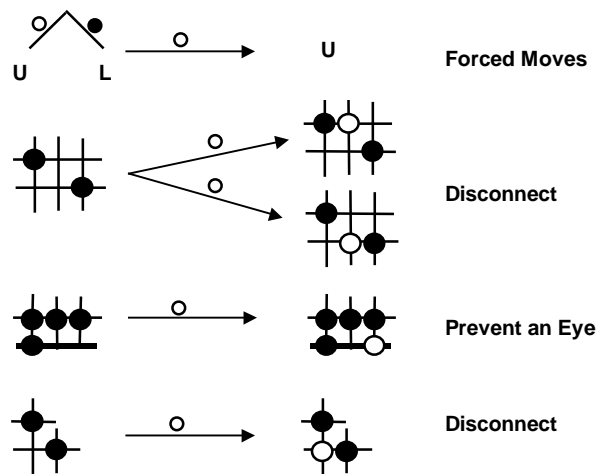 U
L
U
Forced Moves
Disconnect
Prevent an Eye
Disconnect